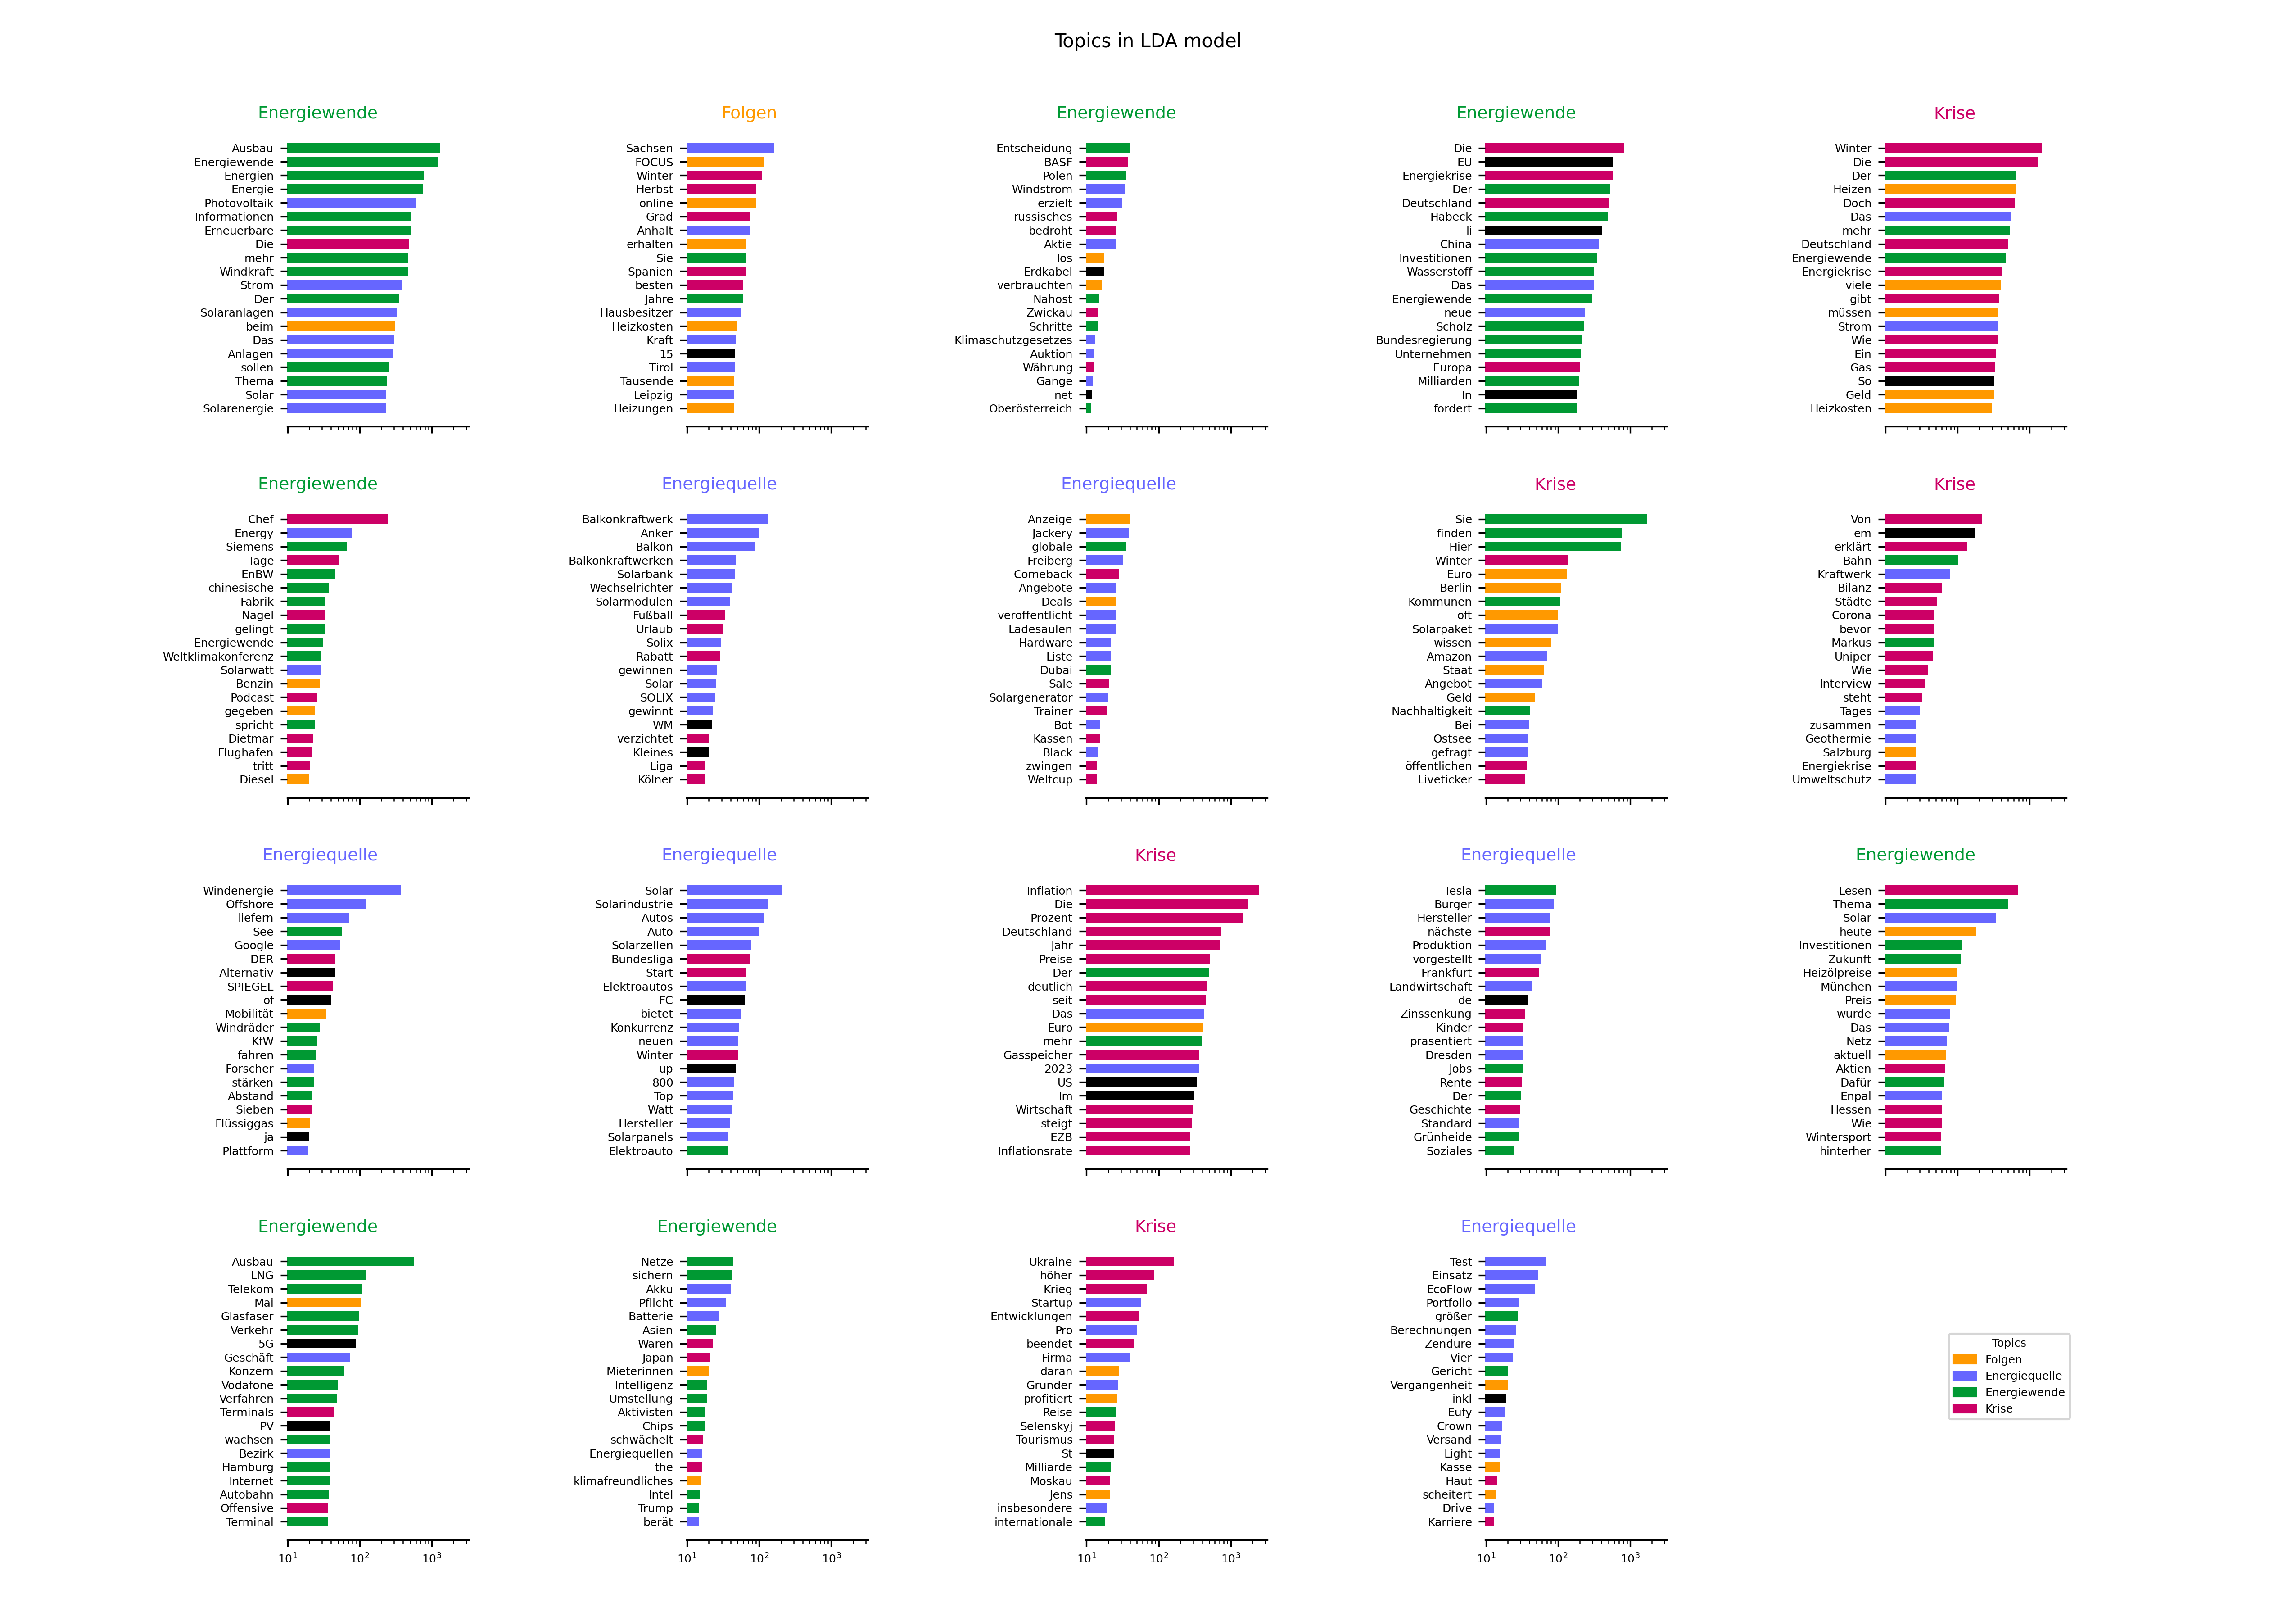 Topics in LDA model
Energiewende
Ausbau
Energiewende
Energien
Energie
Photovoltaik
Informationen
Erneuerbare
Die
mehr
Windkraft
Strom
Der
Solaranlagen
beim
Das
Anlagen
sollen
Thema
Solar
Solarenergie
Folgen
Sachsen
FOCUS
Winter
Herbst
online
Grad
Anhalt
erhalten
Sie
Spanien
besten
Jahre
Hausbesitzer
Heizkosten
Kraft
15
Tirol
Tausende
Leipzig
Heizungen
Energiewende
Entscheidung
BASF
Polen
Windstrom
erzielt
russisches
bedroht
Aktie
los
Erdkabel
verbrauchten
Nahost
Zwickau
Schritte
Klimaschutzgesetzes
Auktion
Währung
Gange
net
Oberösterreich
Energiewende
Die
EU
Energiekrise
Der
Deutschland
Habeck
li
China
Investitionen
Wasserstoff
Das
Energiewende
neue
Scholz
Bundesregierung
Unternehmen
Europa
Milliarden
In
fordert
Krise
Winter
Die
Der
Heizen
Doch
Das
mehr
Deutschland
Energiewende
Energiekrise
viele
gibt
müssen
Strom
Wie
Ein
Gas
So
Geld
Heizkosten
Energiewende
Chef
Energy
Siemens
Tage
EnBW
chinesische
Fabrik
Nagel
gelingt
Energiewende
Weltklimakonferenz
Solarwatt
Benzin
Podcast
gegeben
spricht
Dietmar
Flughafen
tritt
Diesel
Energiequelle
Balkonkraftwerk
Anker
Balkon
Balkonkraftwerken
Solarbank
Wechselrichter
Solarmodulen
Fußball
Urlaub
Solix
Rabatt
gewinnen
Solar
SOLIX
gewinnt
WM
verzichtet
Kleines
Liga
Kölner
Energiequelle
Anzeige
Jackery
globale
Freiberg
Comeback
Angebote
Deals
veröffentlicht
Ladesäulen
Hardware
Liste
Dubai
Sale
Solargenerator
Trainer
Bot
Kassen
Black
zwingen
Weltcup
Krise
Sie
finden
Hier
Winter
Euro
Berlin
Kommunen
oft
Solarpaket
wissen
Amazon
Staat
Angebot
Geld
Nachhaltigkeit
Bei
Ostsee
gefragt
öffentlichen
Liveticker
Krise
Von
em
erklärt
Bahn
Kraftwerk
Bilanz
Städte
Corona
bevor
Markus
Uniper
Wie
Interview
steht
Tages
zusammen
Geothermie
Salzburg
Energiekrise
Umweltschutz
Energiequelle
Windenergie
Offshore
liefern
See
Google
DER
Alternativ
SPIEGEL
of
Mobilität
Windräder
KfW
fahren
Forscher
stärken
Abstand
Sieben
Flüssiggas
ja
Plattform
Energiequelle
Solar
Solarindustrie
Autos
Auto
Solarzellen
Bundesliga
Start
Elektroautos
FC
bietet
Konkurrenz
neuen
Winter
up
800
Top
Watt
Hersteller
Solarpanels
Elektroauto
Krise
Inflation
Die
Prozent
Deutschland
Jahr
Preise
Der
deutlich
seit
Das
Euro
mehr
Gasspeicher
2023
US
Im
Wirtschaft
steigt
EZB
Inflationsrate
Energiequelle
Tesla
Burger
Hersteller
nächste
Produktion
vorgestellt
Frankfurt
Landwirtschaft
de
Zinssenkung
Kinder
präsentiert
Dresden
Jobs
Rente
Der
Geschichte
Standard
Grünheide
Soziales
Energiewende
Lesen
Thema
Solar
heute
Investitionen
Zukunft
Heizölpreise
München
Preis
wurde
Das
Netz
aktuell
Aktien
Dafür
Enpal
Hessen
Wie
Wintersport
hinterher
Energiewende
Ausbau
LNG
Telekom
Mai
Glasfaser
Verkehr
5G
Geschäft
Konzern
Vodafone
Verfahren
Terminals
PV
wachsen
Bezirk
Hamburg
Internet
Autobahn
Offensive
Terminal
10¹ 10² 10³
Energiewende
Netze
sichern
Akku
Pflicht
Batterie
Asien
Waren
Japan
Mieterinnen
Intelligenz
Umstellung
Aktivisten
Chips
schwächelt
Energiequellen
the
klimafreundliches
Intel
Trump
berät
10¹ 10² 10³
Krise
Ukraine
höher
Krieg
Startup
Entwicklungen
Pro
beendet
Firma
daran
Gründer
profitiert
Reise
Selenskyj
Tourismus
St
Milliarde
Moskau
Jens
insbesondere
internationale
10¹ 10² 10³
Energiequelle
Test
Einsatz
EcoFlow
Portfolio
größer
Berechnungen
Zendure
Vier
Gericht
Vergangenheit
inkl
Eufy
Crown
Versand
Light
Kasse
Haut
scheitert
Drive
Karriere
10¹ 10² 10³
Topics
Folgen
Energiequelle
Energiewende
Krise